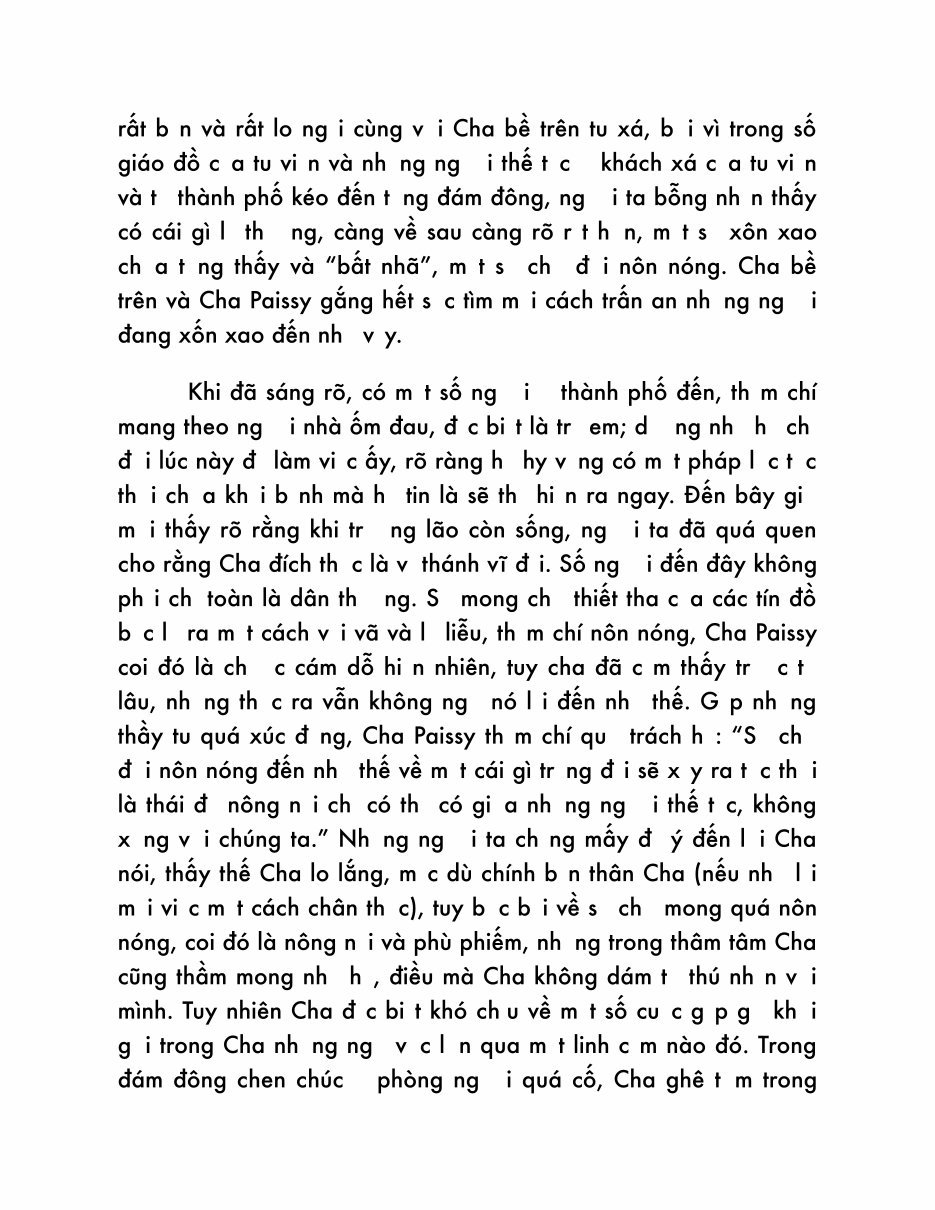 rất b n và rất lo ng i cùng v i Cha bề trên tu xá, b i vì trong số
giáo đồ c a tu vi n và nh ng ng i thế t c khách xá c a tu vi n
và t thành phố kéo đến t ng đám đông, ng i ta bỗng nh n thấy
có cái gì l th ng, càng về sau càng rõ r t h n, m t s xôn xao
ch a t ng thấy và “bất nhã”, m t s ch đ i nôn nóng. Cha bề
trên và Cha Paissy gắng hết s c tìm m i cách trấn an nh ng ng i
đang xốn xao đến nh v y.
Khi đã sáng rõ, có m t số ng i thành phố đến, th m chí
mang theo ng i nhà ốm đau, đ c bi t là tr em; d ng nh h ch
đ i lúc này đ làm vi c ấy, rõ ràng h hy v ng có m t pháp l c t c
th i ch a kh i b nh mà h tin là sẽ th hi n ra ngay. Đến bây gi
m i thấy rõ rằng khi tr ng lão còn sống, ng i ta đã quá quen
cho rằng Cha đích th c là v thánh vĩ đ i. Số ng i đến đây không
ph i ch toàn là dân th ng. S mong ch thiết tha c a các tín đồ
b c l ra m t cách v i vã và l liễu, th m chí nôn nóng, Cha Paissy
coi đó là ch c cám dỗ hi n nhiên, tuy cha đã c m thấy tr c t
lâu, nh ng th c ra vẫn không ng nó l i đến nh thế. G p nh ng
thầy tu quá xúc đ ng, Cha Paissy th m chí qu trách h : “S ch
đ i nôn nóng đến nh thế về m t cái gì tr ng đ i sẽ x y ra t c th i
là thái đ nông n i ch có th có gi a nh ng ng i thế t c, không
x ng v i chúng ta.” Nh ng ng i ta ch ng mấy đ ý đến l i Cha
nói, thấy thế Cha lo lắng, m c dù chính b n thân Cha (nếu nh l i
m i vi c m t cách chân th c), tuy b c b i về s ch mong quá nôn
nóng, coi đó là nông n i và phù phiếm, nh ng trong thâm tâm Cha
cũng thầm mong nh h , điều mà Cha không dám t thú nh n v i
mình. Tuy nhiên Cha đ c bi t khó ch u về m t số cu c g p g kh i
g i trong Cha nh ng ng v c l n qua m t linh c m nào đó. Trong
đám đông chen chúc phòng ng i quá cố, Cha ghê t m trong